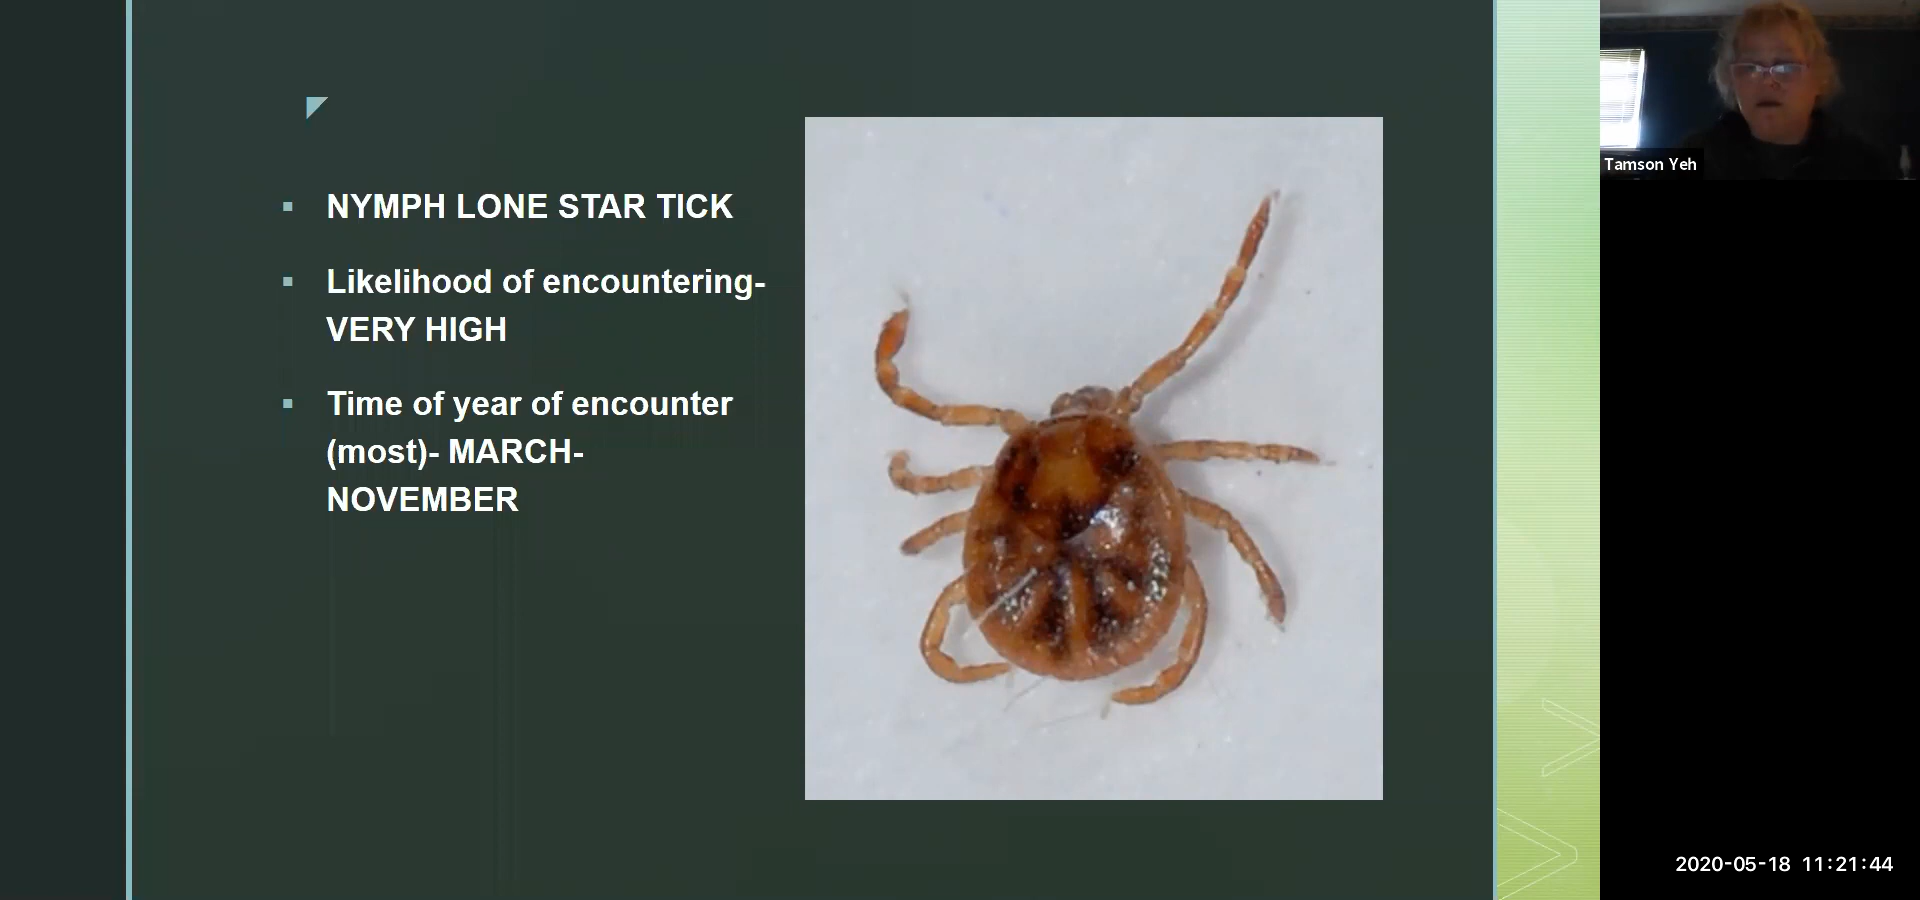 NYMPH LONE STAR TICK
Likelihood of encountering-
VERY HIGH
Time of year of encounter
(most)- MARCH-
NOVEMBER
Tamson Yeh
2020-05-18 11:21:44